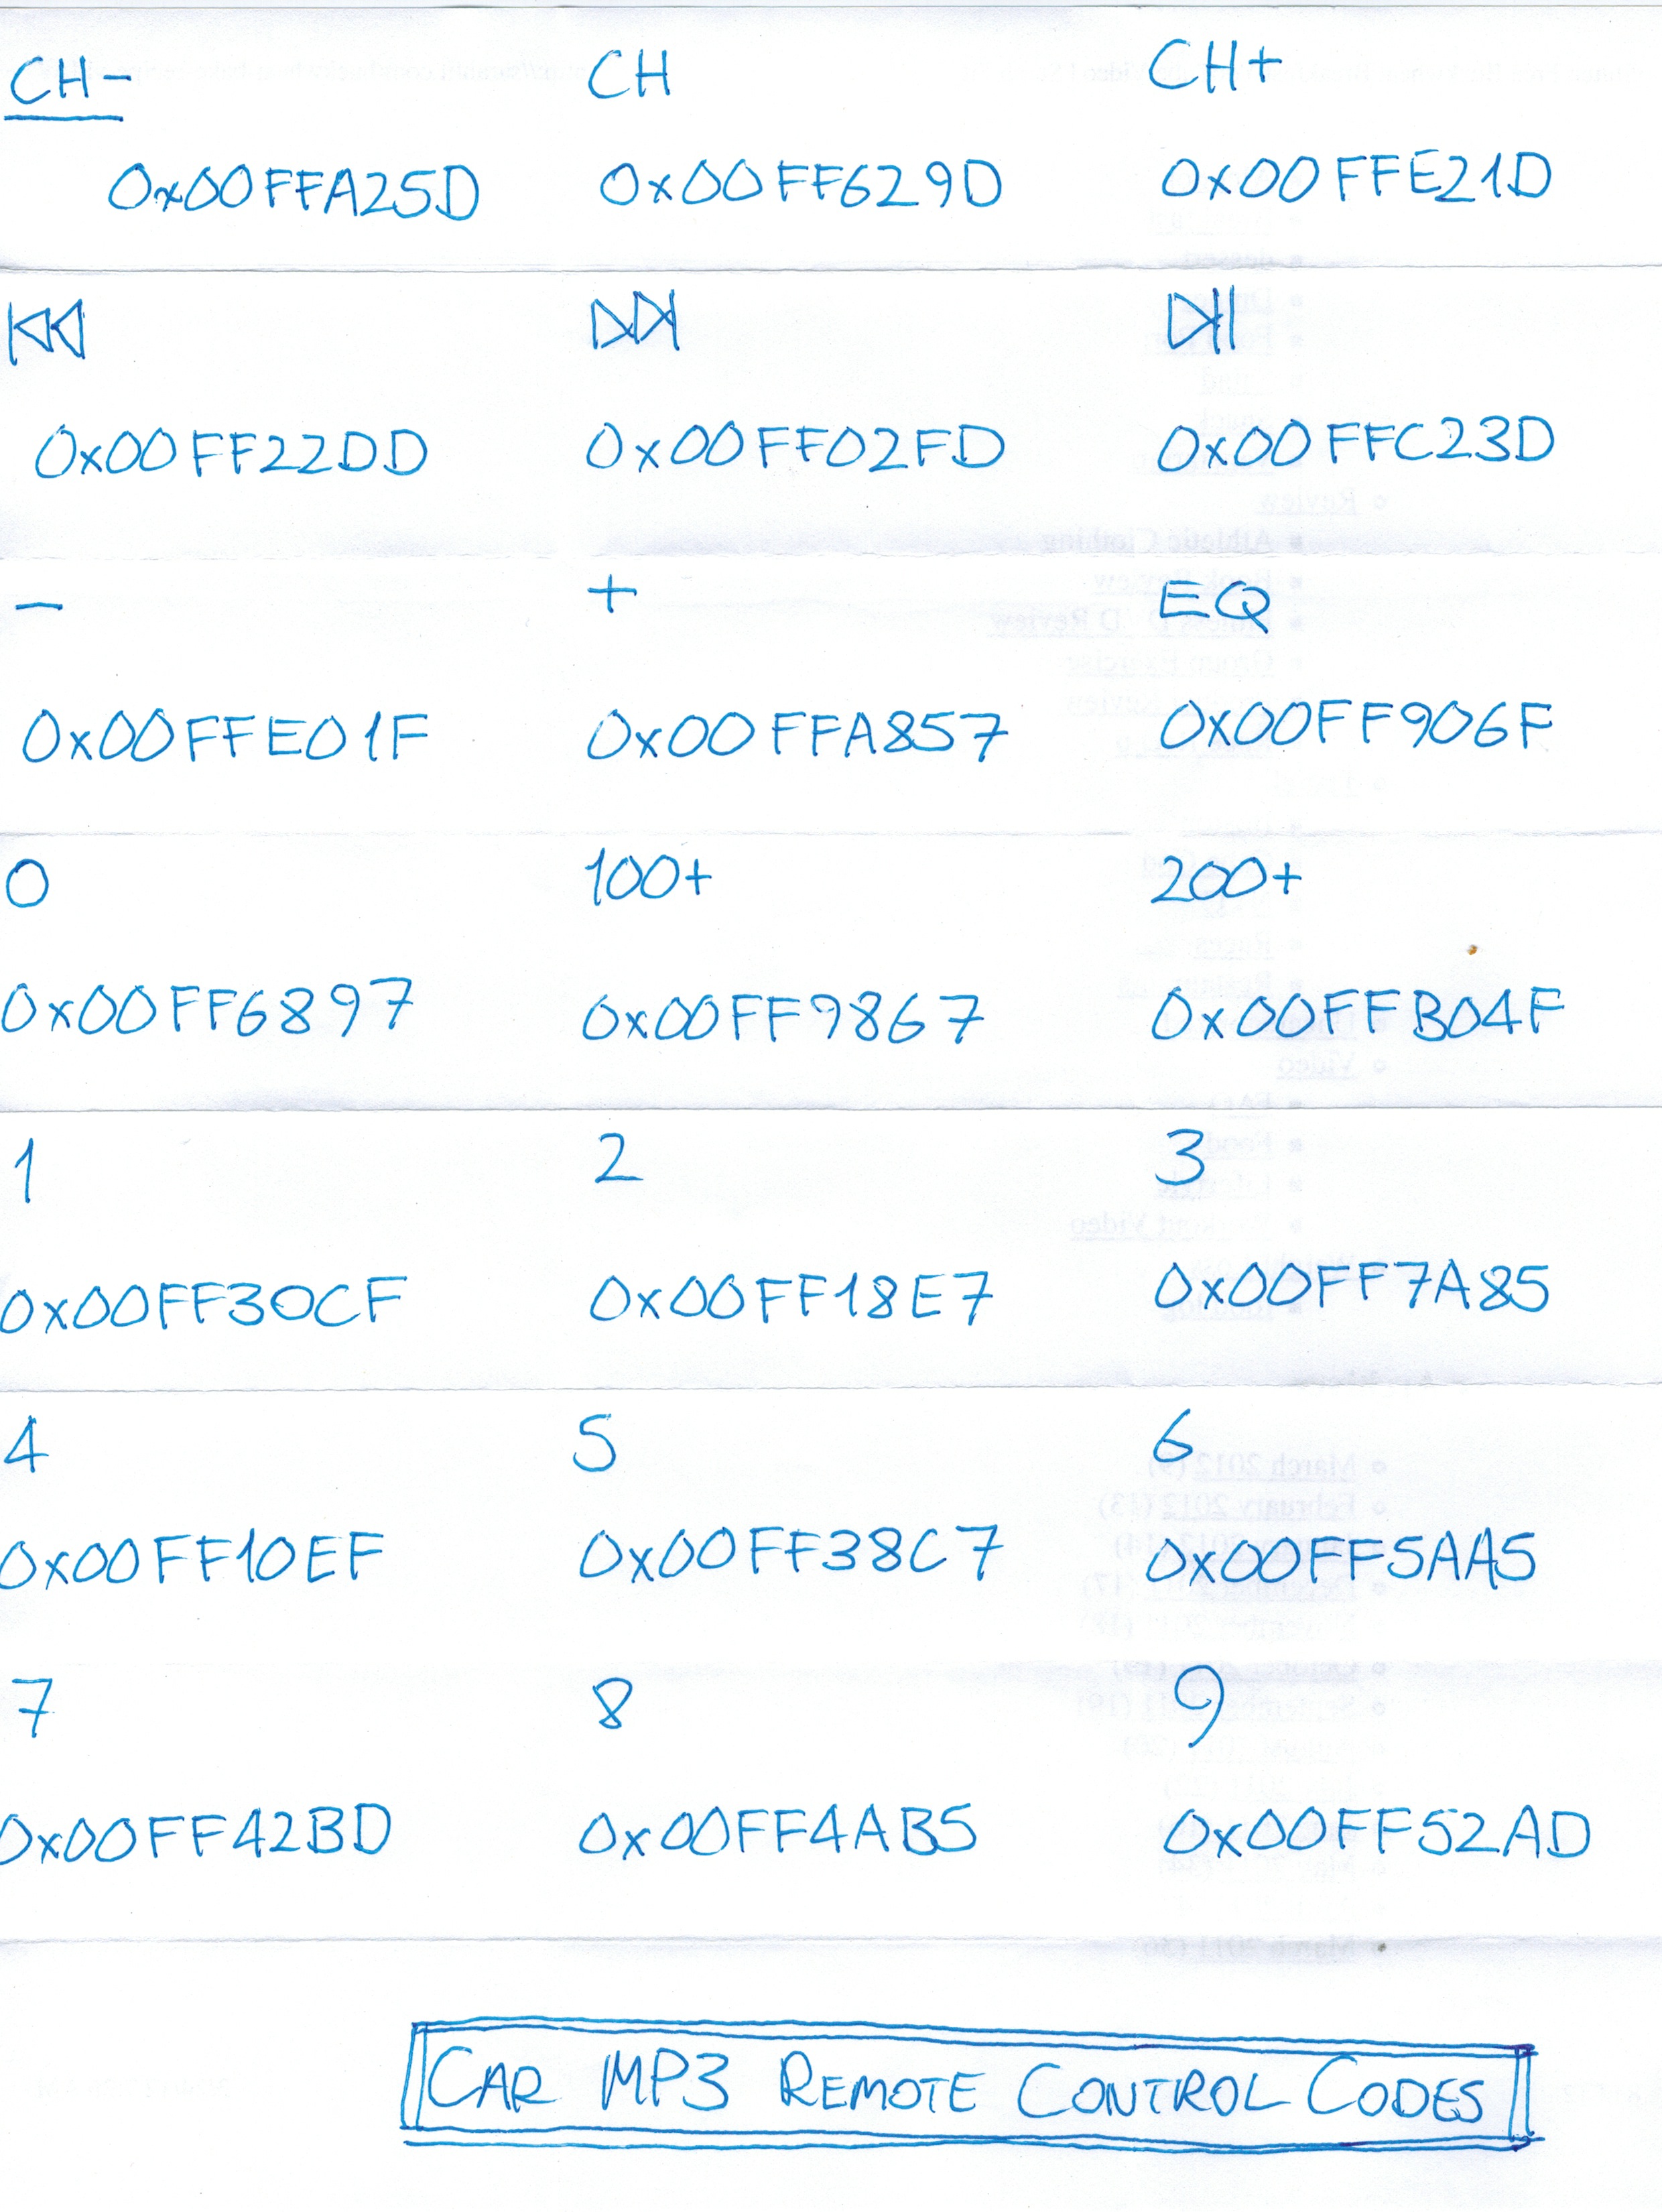 CH- CH CH+
0x00FFA25D 0x00FF629D 0x00FFE21D
|◁◁ ▷▷| ▷||
0x00FF22DD 0x00FF02FD 0x00FFC23D
- + EQ
0x00FFE01F 0x00FFA857 0x00FF906F
0 100+ 200+
0x00FF6897 0x00FF9867 0x00FFB04F
1 2 3
0x00FF30CF 0x00FF18E7 0x00FF7A85
4 5 6
0x00FF10EF 0x00FF38C7 0x00FF5AA5
7 8 9
0x00FF42BD 0x00FF4AB5 0x00FF52AD
CAR MP3 REMOTE CONTROL CODES